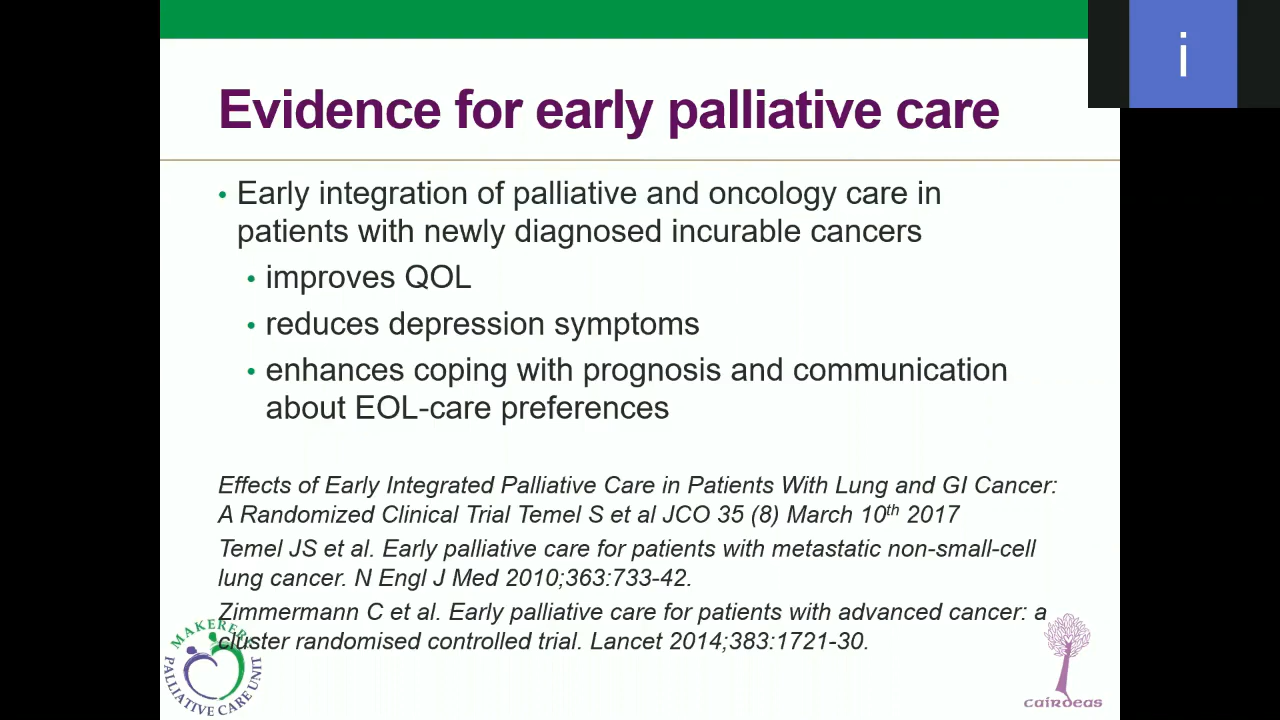 i
Evidence for early palliative care
• Early integration of palliative and oncology care in
patients with newly diagnosed incurable cancers
• improves QOL
• reduces depression symptoms
• enhances coping with prognosis and communication
about EOL-care preferences
Effects of Early Integrated Palliative Care in Patients With Lung and GI Cancer:
A Randomized Clinical Trial Temel S et al JCO 35 (8) March 10th 2017
Temel JS et al. Early palliative care for patients with metastatic non-small-cell
lung cancer. N Engl J Med 2010;363:733-42.
Zimmermann C et al. Early palliative care for patients with advanced cancer: a
cluster randomised controlled trial. Lancet 2014;383:1721-30.
MAKERERE
PALLIATIVE CARE UNIT
cairdeas